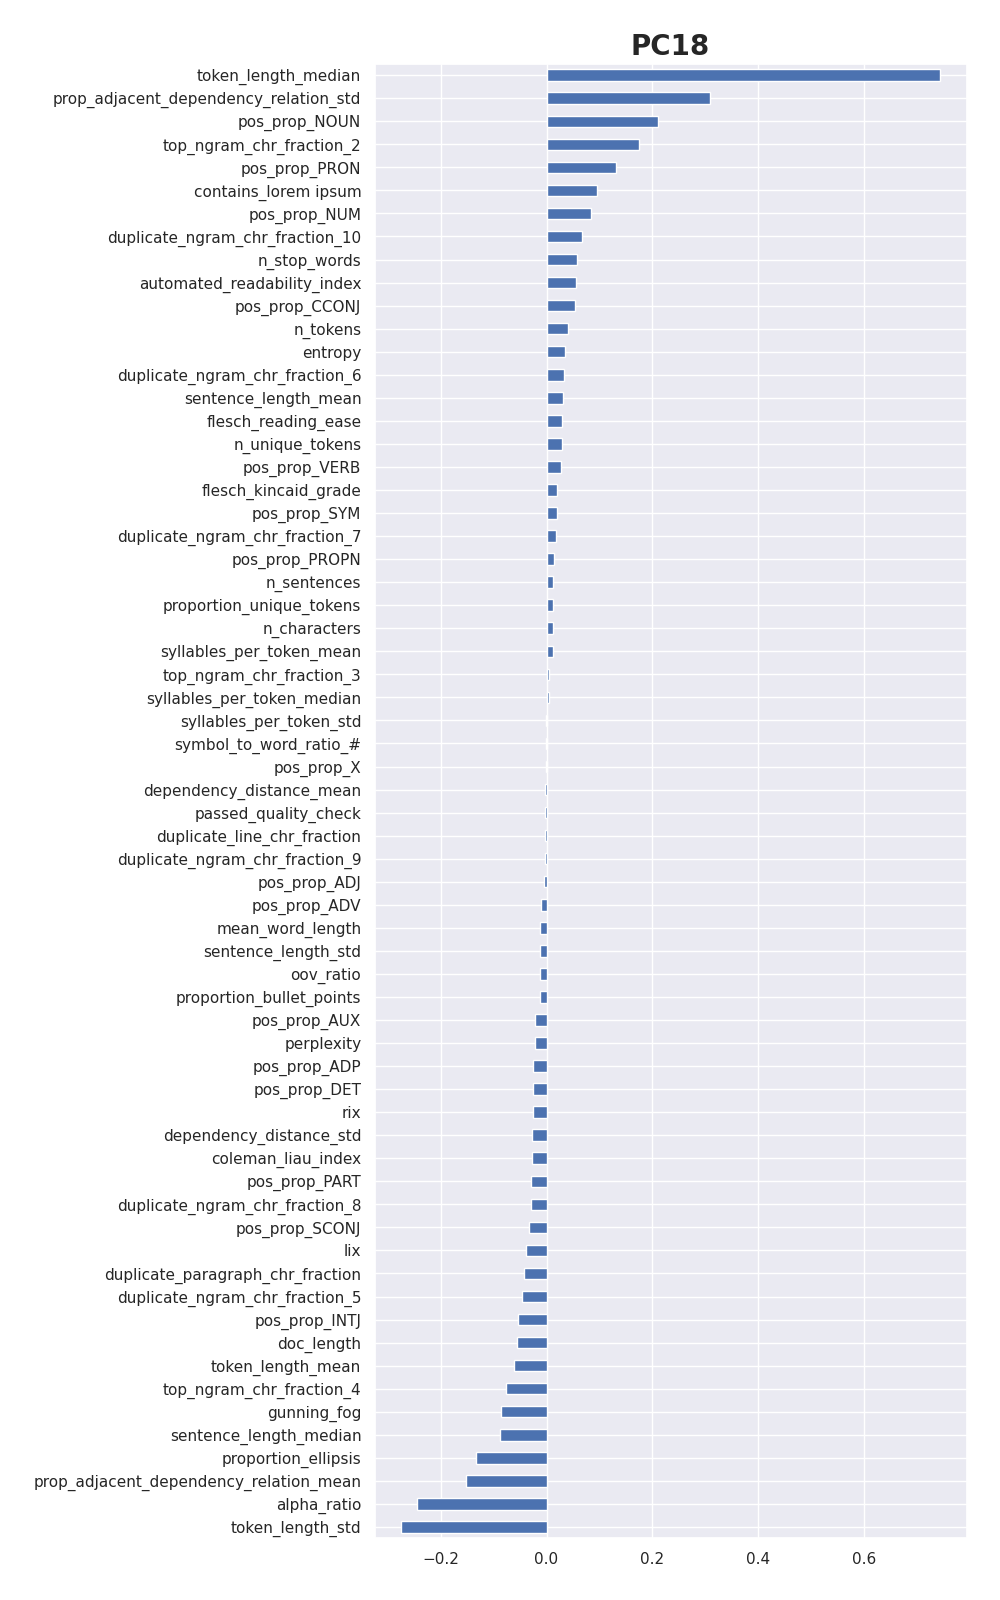 PC18
token_length_median
prop_adjacent_dependency_relation_std
pos_prop_NOUN
top_ngram_chr_fraction_2
pos_prop_PRON
contains_lorem ipsum
pos_prop_NUM
duplicate_ngram_chr_fraction_10
n_stop_words
automated_readability_index
pos_prop_CCONJ
n_tokens
entropy
duplicate_ngram_chr_fraction_6
sentence_length_mean
flesch_reading_ease
n_unique_tokens
pos_prop_VERB
flesch_kincaid_grade
pos_prop_SYM
duplicate_ngram_chr_fraction_7
pos_prop_PROPN
n_sentences
proportion_unique_tokens
n_characters
syllables_per_token_mean
top_ngram_chr_fraction_3
syllables_per_token_median
syllables_per_token_std
symbol_to_word_ratio_#
pos_prop_X
dependency_distance_mean
passed_quality_check
duplicate_line_chr_fraction
duplicate_ngram_chr_fraction_9
pos_prop_ADJ
pos_prop_ADV
mean_word_length
sentence_length_std
oov_ratio
proportion_bullet_points
pos_prop_AUX
perplexity
pos_prop_ADP
pos_prop_DET
rix
dependency_distance_std
coleman_liau_index
pos_prop_PART
duplicate_ngram_chr_fraction_8
pos_prop_SCONJ
lix
duplicate_paragraph_chr_fraction
duplicate_ngram_chr_fraction_5
pos_prop_INTJ
doc_length
token_length_mean
top_ngram_chr_fraction_4
gunning_fog
sentence_length_median
proportion_ellipsis
prop_adjacent_dependency_relation_mean
alpha_ratio
token_length_std
−0.2 0.0 0.2 0.4 0.6